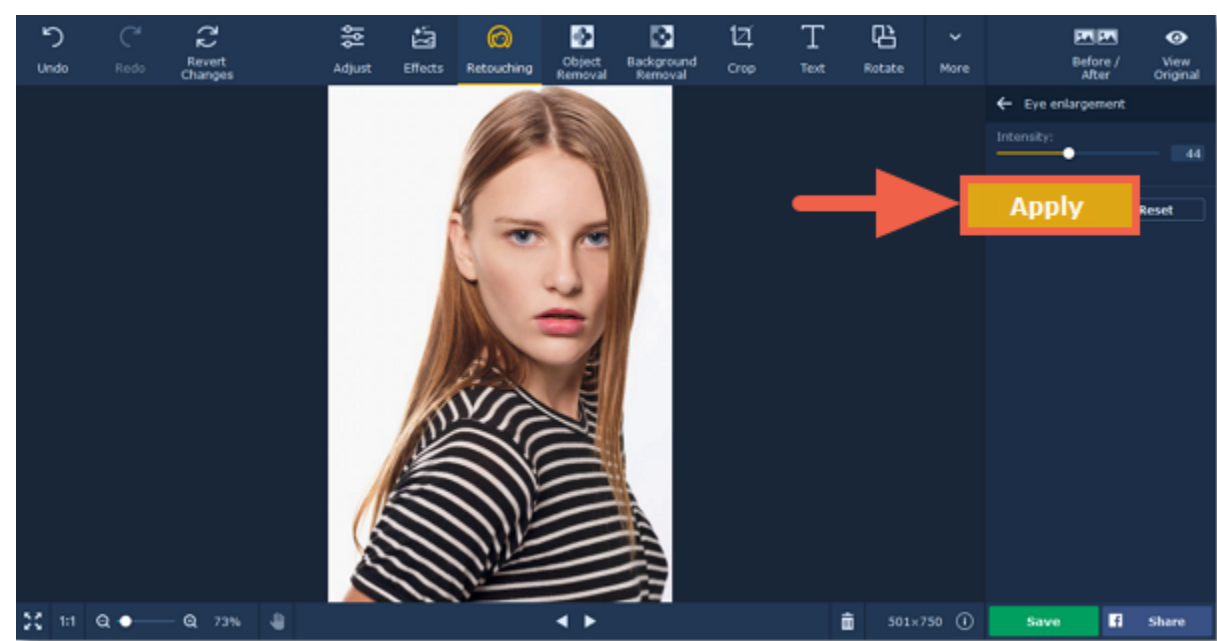 Undo
Redo
Revert
Changes
Adjust
Effects
Retouching
Object
Removal
Background
Removal
Crop
Text
Rotate
More
Before /
After
View
Original
Eye enlargement
Intensity:
44
Apply
Reset
1:1
73%
501×750
Save
Share